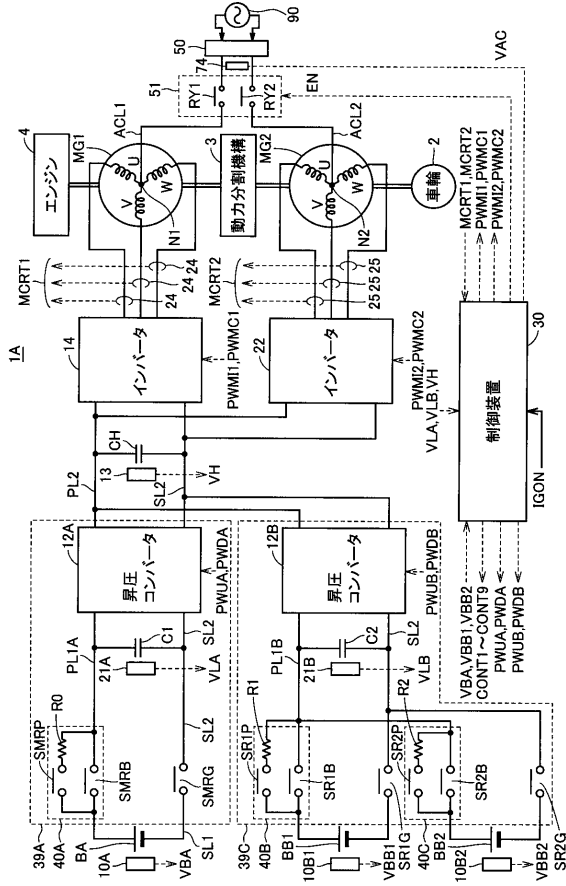 1A
エンジン
4
MG1
U
V
W
N1
ACL1
動力分割機構
3
MG2
U
V
W
N2
ACL2
車輪
2
51
RY1
RY2
EN
74
50
90
VAC
MCRT1
24
24
24
MCRT2
25
25
25
14
インバータ
PWMI1,PWMC1
22
インバータ
PWMI2,PWMC2
PL2
CH
13
VH
SL2
39A
40A
SMRP
R0
SMRB
BA
10A
VBA
SL1
SMRG
SL2
PL1A
C1
21A
VLA
SL2
12A
昇圧
コンバータ
PWUA,PWDA
39C
40B
SR1P
R1
SR1B
BB1
10B1
VBB1
SR1G
PL1B
C2
21B
VLB
SL2
12B
昇圧
コンバータ
PWUB,PWDB
40C
SR2P
R2
SR2B
BB2
10B2
VBB2
SR2G
VLA,VLB,VH
MCRT1,MCRT2
PWMI1,PWMC1
PWMI2,PWMC2
制御装置
30
IGON
VBA,VBB1,VBB2
CONT1～CONT9
PWUA,PWDA
PWUB,PWDB